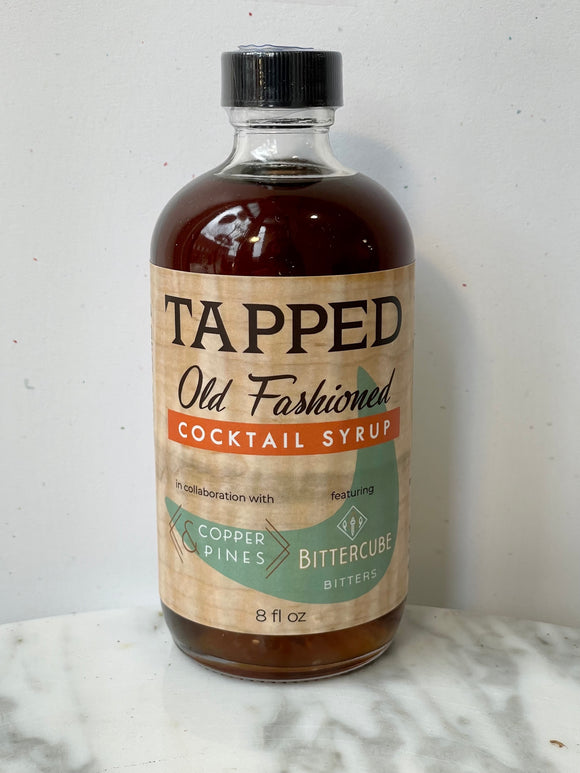 TAPPED
Old Fashioned
COCKTAIL SYRUP
in collaboration with
featuring
& COPPER
PINES
BITTERCUBE
BITTERS
8 fl oz